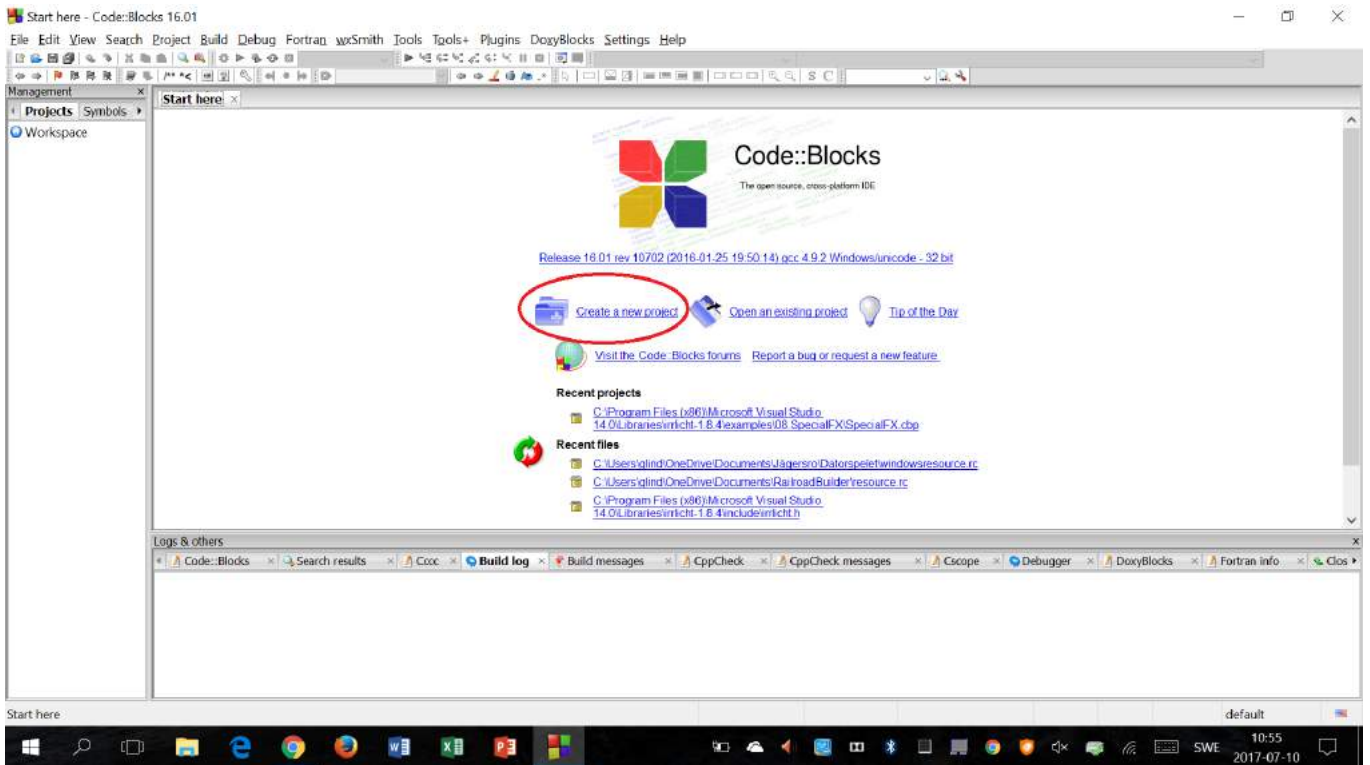 Start here - Code::Blocks 16.01
File Edit View Search Project Build Debug Fortran wxSmith Tools Tools+ Plugins DoxyBlocks Settings Help
/** *<
S C
Management
Projects Symbols
Workspace
Start here
Code::Blocks
The open source, cross-platform IDE
Release 16.01 rev 10702 (2016-01-25 19:50:14) gcc 4.9.2 Windows/unicode - 32 bit
Create a new project Open an existing project Tip of the Day
Visit the Code::Blocks forums Report a bug or request a new feature
Recent projects
C:\Program Files (x86)\Microsoft Visual Studio
14.0\Libraries\irrlicht-1.8.4\examples\08.SpecialFX\SpecialFX.cbp
Recent files
C:\Users\glind\OneDrive\Documents\Jägersro\Datorspelet\windowsresource.rc
C:\Users\glind\OneDrive\Documents\RailroadBuilder\resource.rc
C:\Program Files (x86)\Microsoft Visual Studio
14.0\Libraries\irrlicht-1.8.4\include\irrlicht.h
Logs & others
Code::Blocks Search results Cccc Build log Build messages CppCheck CppCheck messages Cscope Debugger DoxyBlocks Fortran info Clos
Start here default
SWE 10:55
2017-07-10